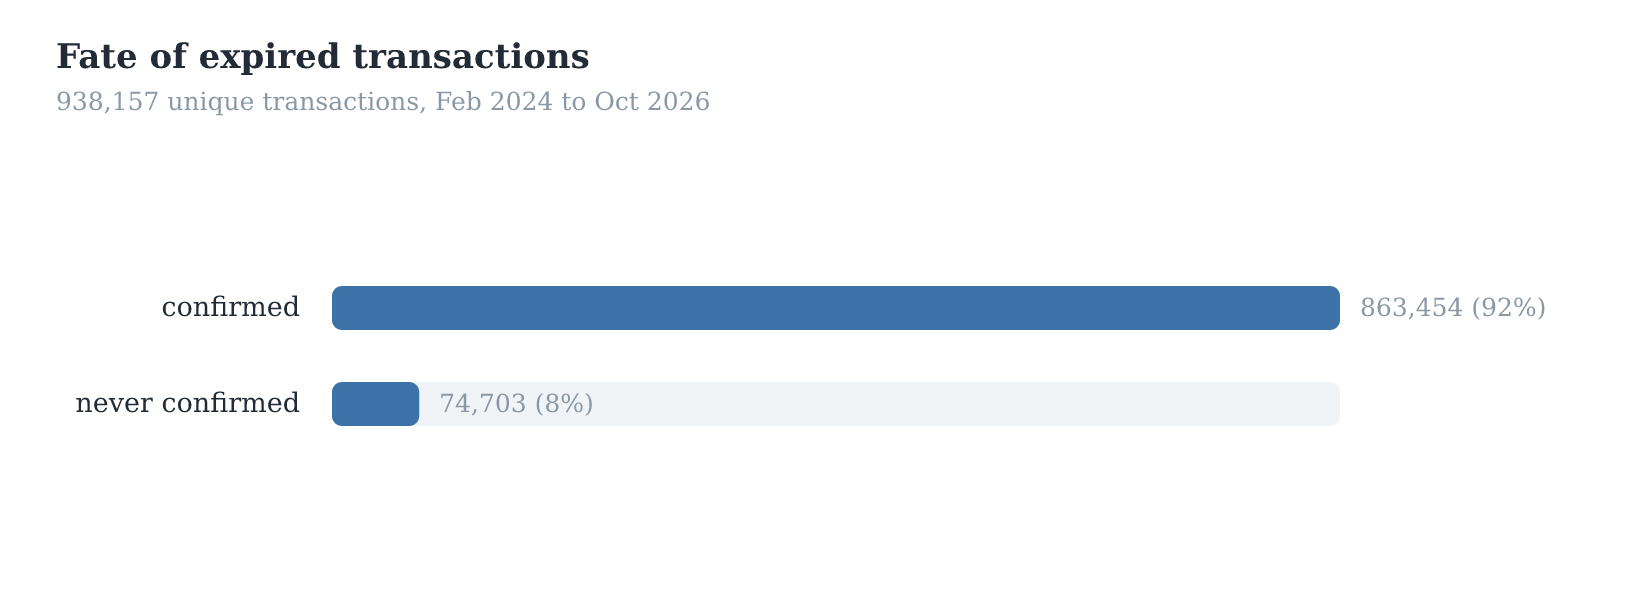 Fate of expired transactions
938,157 unique transactions, Feb 2024 to Oct 2026
confirmed 863,454 (92%)
never confirmed 74,703 (8%)